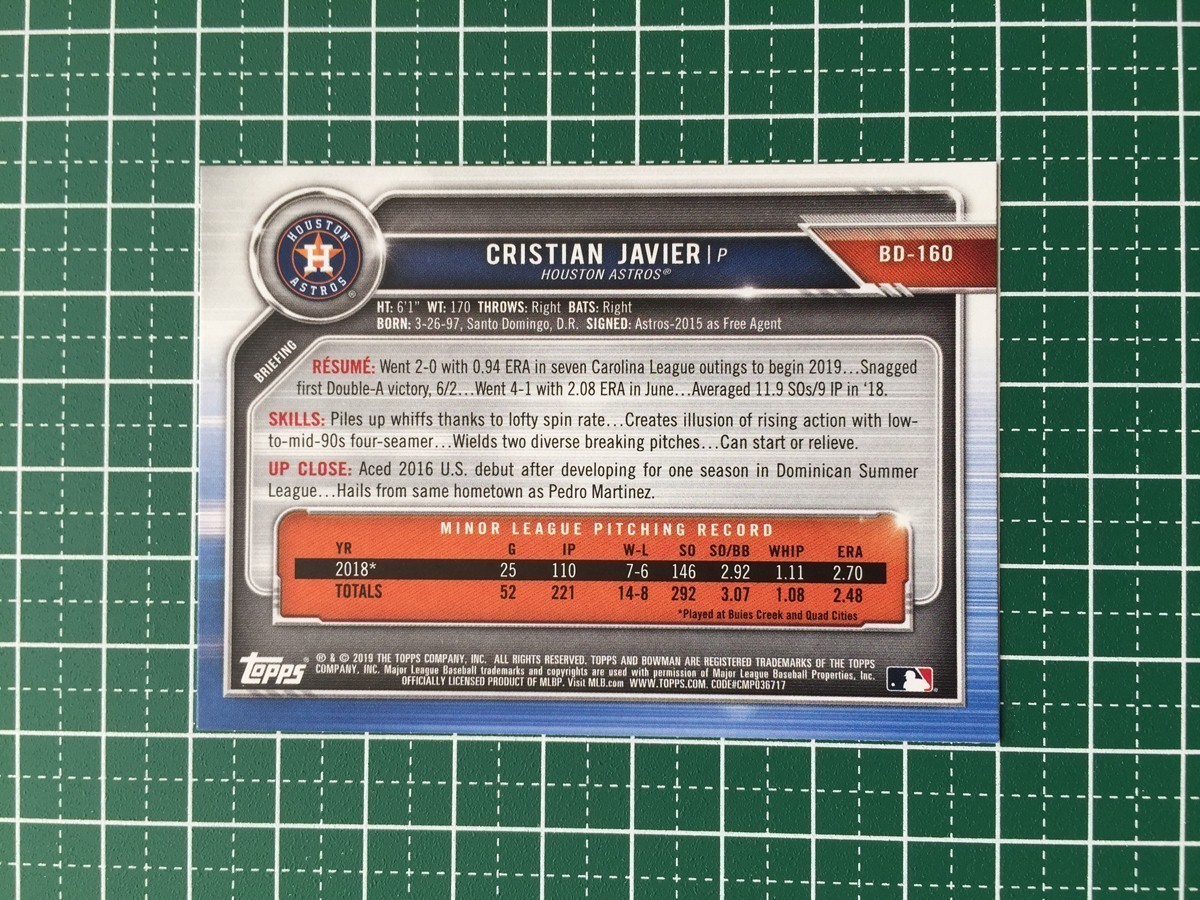 HOUSTON
H
ASTROS ®
CRISTIAN JAVIER | P
HOUSTON ASTROS®
BD-160
HT: 6'1" WT: 170 THROWS: Right BATS: Right
BORN: 3-26-97, Santo Domingo, D.R. SIGNED: Astros-2015 as Free Agent
BRIEFING
RÉSUMÉ: Went 2-0 with 0.94 ERA in seven Carolina League outings to begin 2019...Snagged
first Double-A victory, 6/2...Went 4-1 with 2.08 ERA in June...Averaged 11.9 SOs/9 IP in '18.
SKILLS: Piles up whiffs thanks to lofty spin rate...Creates illusion of rising action with low-
to-mid-90s four-seamer...Wields two diverse breaking pitches...Can start or relieve.
UP CLOSE: Aced 2016 U.S. debut after developing for one season in Dominican Summer
League...Hails from same hometown as Pedro Martinez.
MINOR LEAGUE PITCHING RECORD
YR G IP W-L SO SO/BB WHIP ERA
2018* 25 110 7-6 146 2.92 1.11 2.70
TOTALS 52 221 14-8 292 3.07 1.08 2.48
*Played at Buies Creek and Quad Cities
topps
® & © 2019 THE TOPPS COMPANY, INC. ALL RIGHTS RESERVED. TOPPS AND BOWMAN ARE REGISTERED TRADEMARKS OF THE TOPPS
COMPANY, INC. Major League Baseball trademarks and copyrights are used with permission of Major League Baseball Properties, Inc.
OFFICIALLY LICENSED PRODUCT OF MLBP. Visit MLB.com WWW.TOPPS.COM. CODE#CMP036717